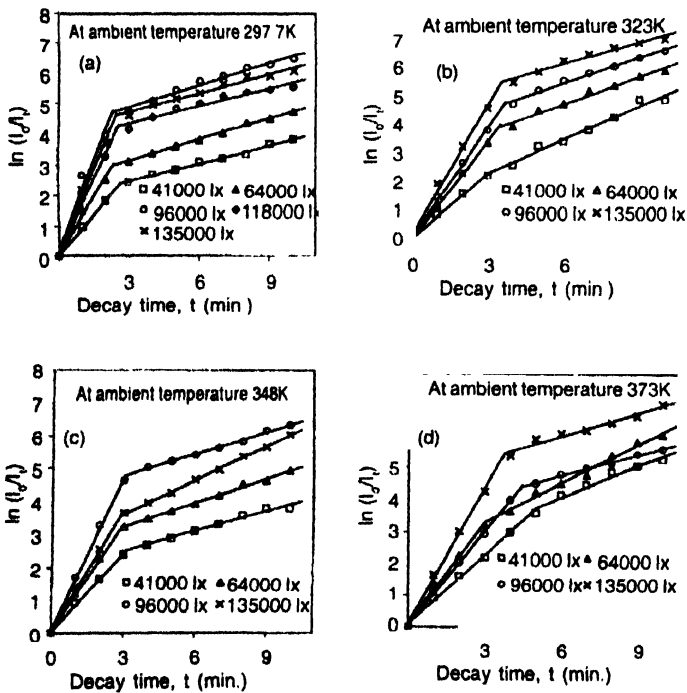 At ambient temperature 297 7K
(a)
ln (I₀/Iₜ)
8
7
6
5
4
3
2
1
0
41000 lx 64000 lx
96000 lx 118000 lx
135000 lx
3 6 9
Decay time, t (min )
At ambient temperature 323K
(b)
ln (I₀/Iₜ)
7
6
5
4
3
2
1
0
41000 lx 64000 lx
96000 lx 135000 lx
0 3 6
Decay time, t (min )
At ambient temperature 348K
(c)
ln (I₀/Iₜ)
8
7
6
5
4
3
2
1
0
41000 lx 64000 lx
96000 lx 135000 lx
0 3 6 9
Decay time, t (min.)
At ambient temperature 373K
(d)
ln (I₀/Iₜ)
5
4
3
2
1
0
41000 lx 64000 lx
96000 lx 135000 lx
3 6 9
Decay time, t (min.)